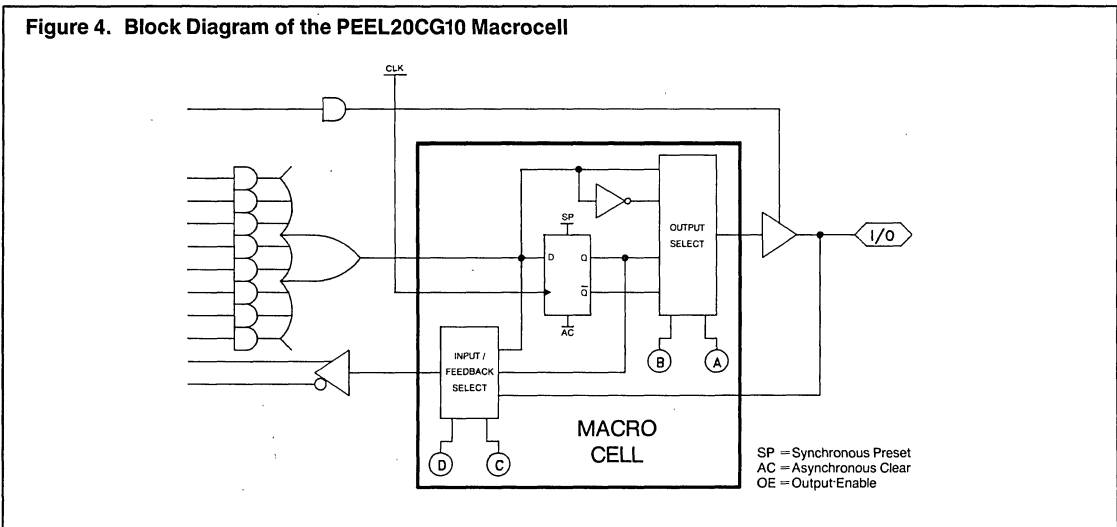 Figure 4. Block Diagram of the PEEL20CG10 Macrocell
CLK
SP
OUTPUT
SELECT
I/O
D
Q
Q̅
AC
B
A
INPUT /
FEEDBACK
SELECT
D
C
MACRO
CELL
SP = Synchronous Preset
AC = Asynchronous Clear
OE = Output Enable